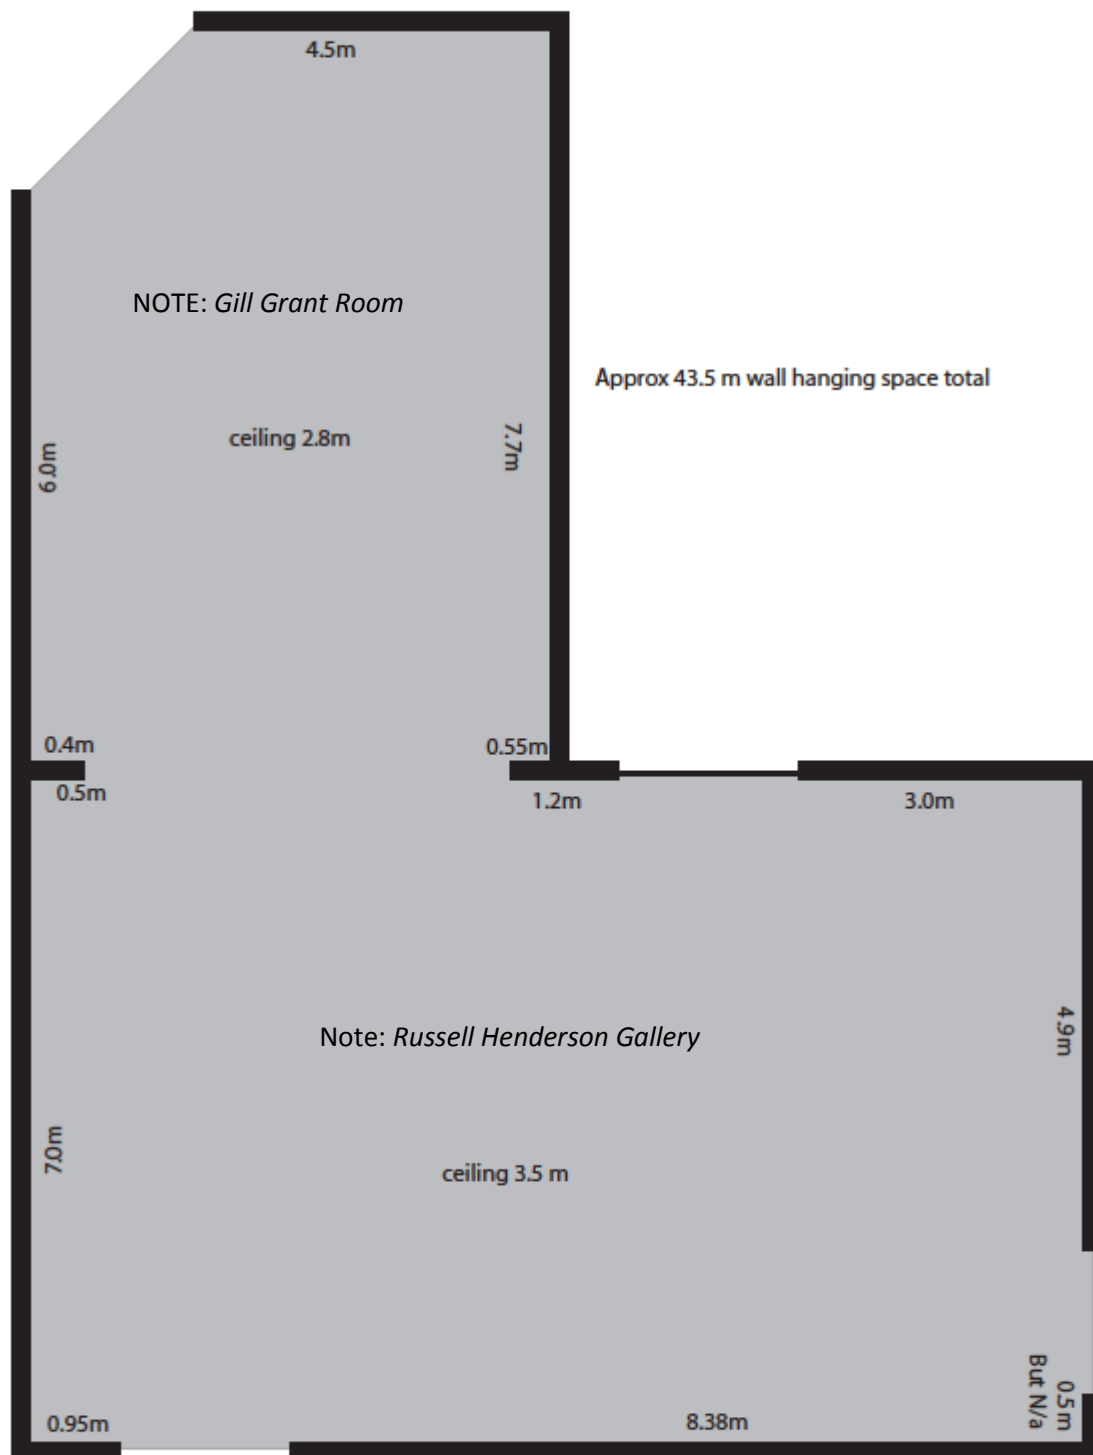 4.5m
NOTE: Gill Grant Room
Approx 43.5 m wall hanging space total
ceiling 2.8m
7.7m
6.0m
0.4m
0.55m
0.5m
1.2m
3.0m
4.9m
Note: Russell Henderson Gallery
7.0m
ceiling 3.5 m
0.5 m
But N/a
0.95m
8.38m